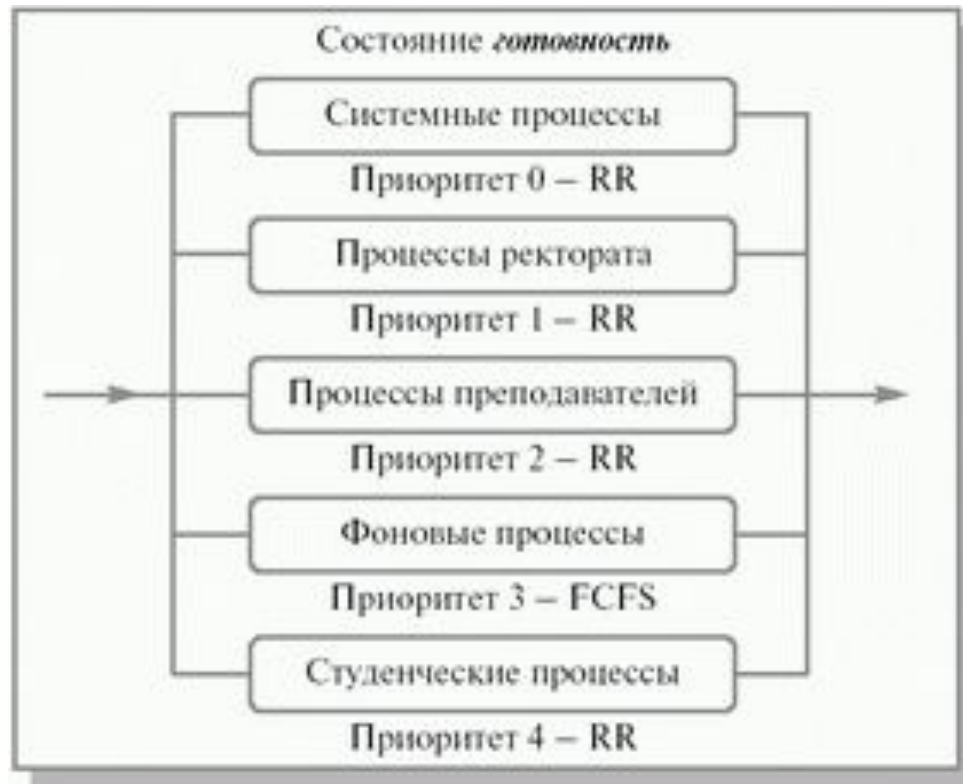 Состояние готовность
Системные процессы
Приоритет 0 – RR
Процессы ректората
Приоритет 1 – RR
Процессы преподавателей
Приоритет 2 – RR
Фоновые процессы
Приоритет 3 – FCFS
Студенческие процессы
Приоритет 4 – RR